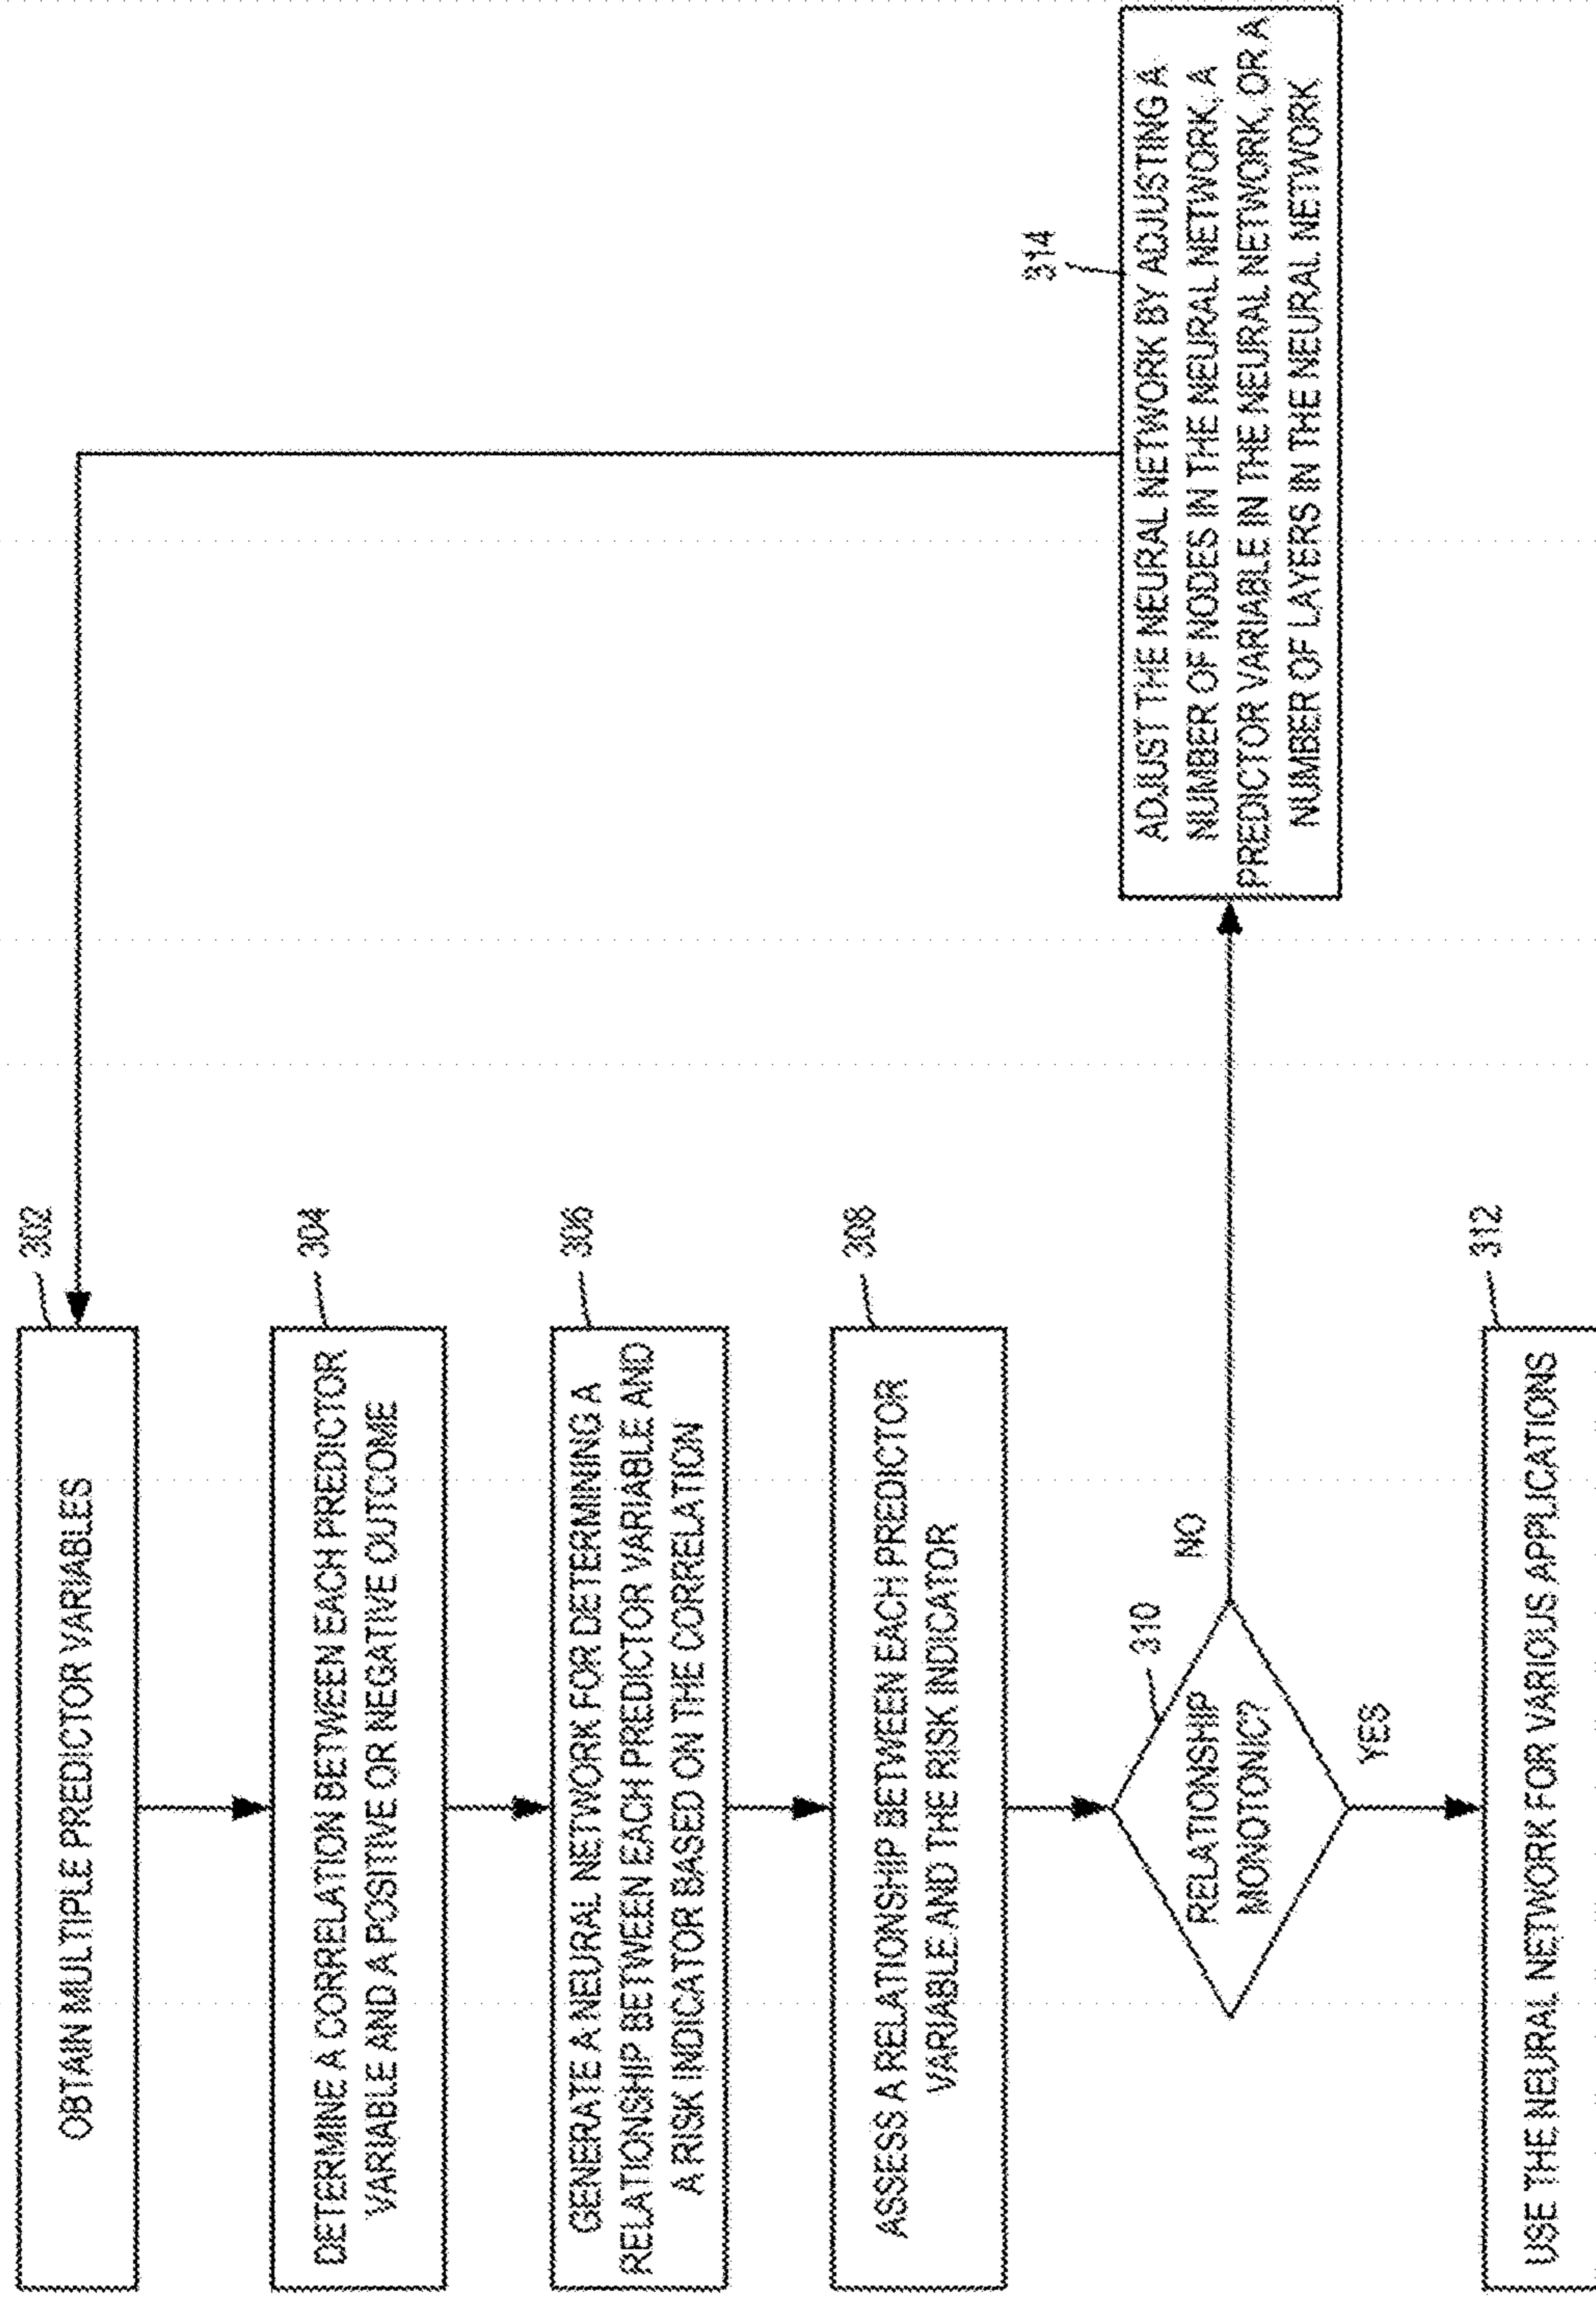 302
OBTAIN MULTIPLE PREDICTOR VARIABLES
304
DETERMINE A CORRELATION BETWEEN EACH PREDICTOR
VARIABLE AND A POSITIVE OR NEGATIVE OUTCOME
306
GENERATE A NEURAL NETWORK FOR DETERMINING A
RELATIONSHIP BETWEEN EACH PREDICTOR VARIABLE AND
A RISK INDICATOR BASED ON THE CORRELATION
308
ASSESS A RELATIONSHIP BETWEEN EACH PREDICTOR
VARIABLE AND THE RISK INDICATOR
310
RELATIONSHIP
MONOTONIC?
NO
YES
314
ADJUST THE NEURAL NETWORK BY ADJUSTING A
NUMBER OF NODES IN THE NEURAL NETWORK, A
PREDICTOR VARIABLE IN THE NEURAL NETWORK, OR A
NUMBER OF LAYERS IN THE NEURAL NETWORK
312
USE THE NEURAL NETWORK FOR VARIOUS APPLICATIONS